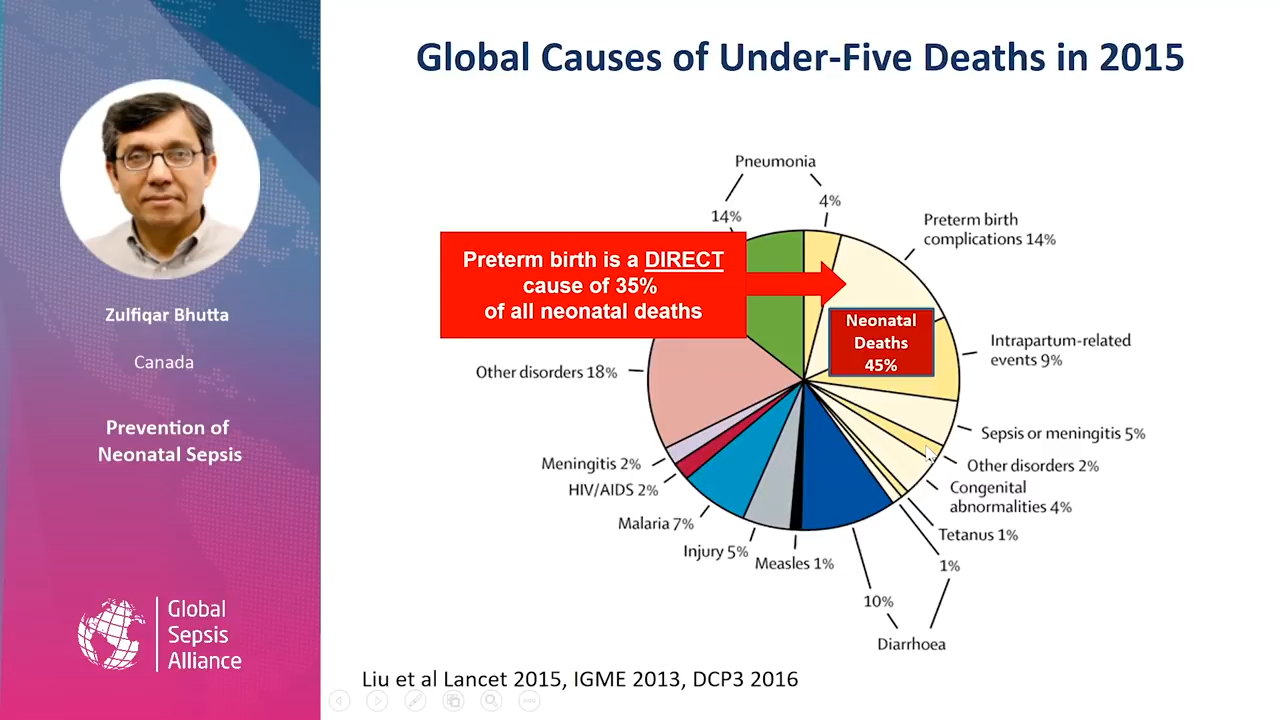 Global Causes of Under-Five Deaths in 2015
Zulfiqar Bhutta
Canada
Prevention of
Neonatal Sepsis
Global
Sepsis
Alliance
Pneumonia
14%
4%
Preterm birth
complications 14%
Preterm birth is a DIRECT
cause of 35%
of all neonatal deaths
Neonatal
Deaths
45%
Intrapartum-related
events 9%
Other disorders 18%
Sepsis or meningitis 5%
Other disorders 2%
Congenital
abnormalities 4%
Meningitis 2%
HIV/AIDS 2%
Malaria 7%
Injury 5%
Measles 1%
Tetanus 1%
1%
10%
Diarrhoea
Liu et al Lancet 2015, IGME 2013, DCP3 2016